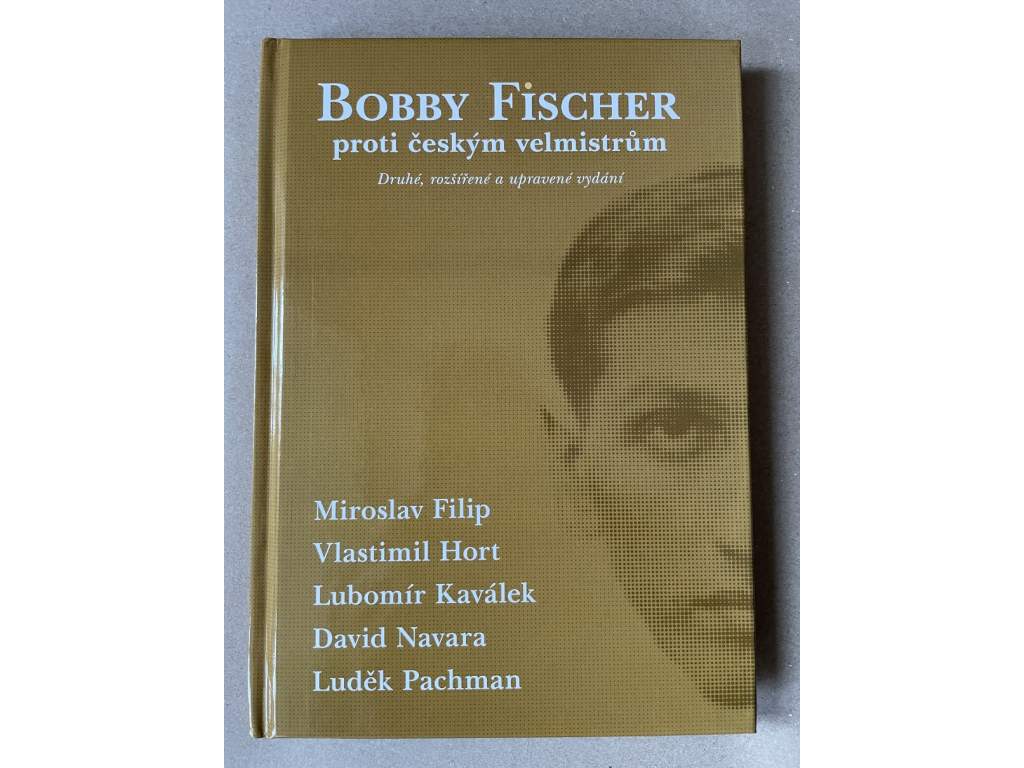 BOBBY FISCHER
proti českým velmistrům
Druhé, rozšířené a upravené vydání
Miroslav Filip
Vlastimil Hort
Lubomír Kaválek
David Navara
Luděk Pachman